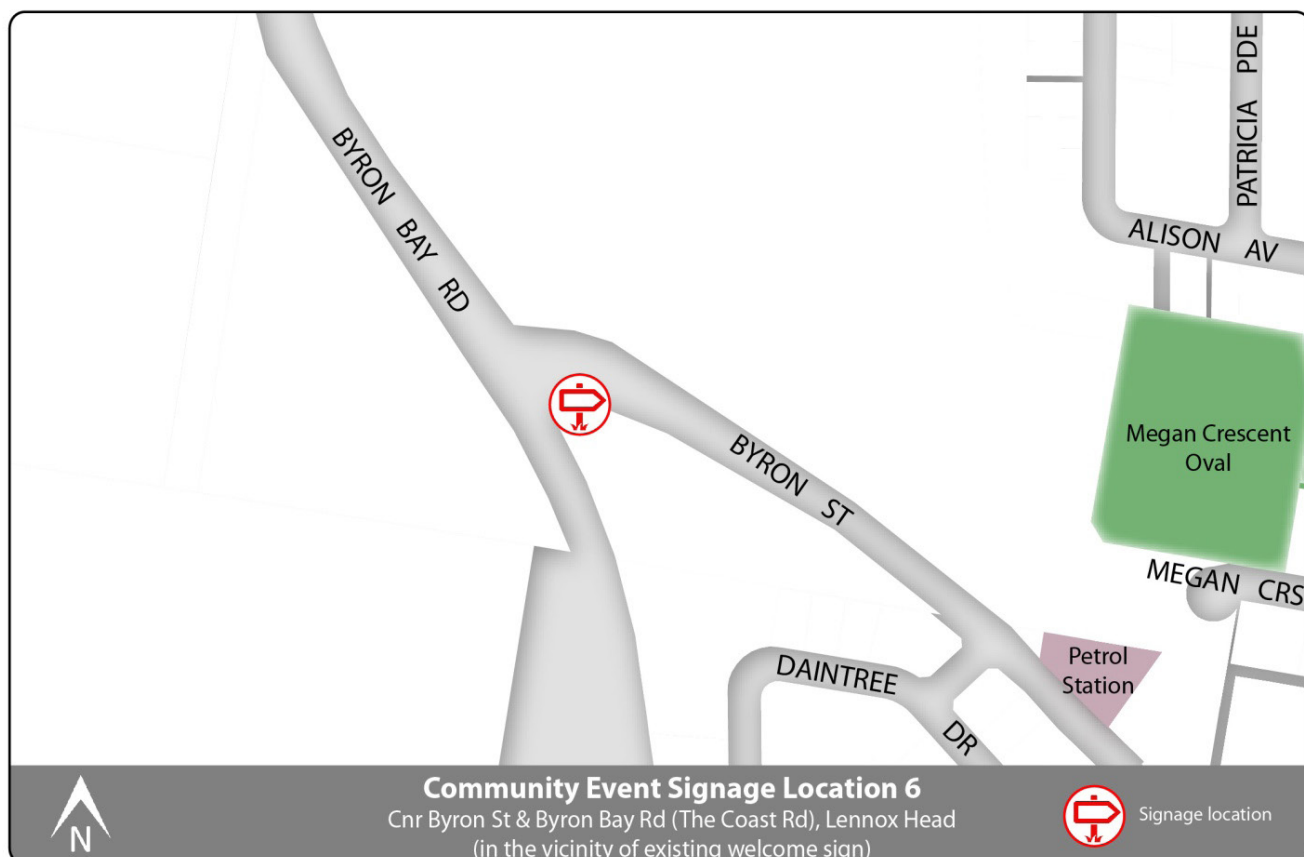 PATRICIA PDE
BYRON BAY RD
ALISON AV
Megan Crescent
Oval
BYRON ST
MEGAN CRS
Petrol
Station
DAINTREE
DR
Community Event Signage Location 6
Cnr Byron St & Byron Bay Rd (The Coast Rd), Lennox Head
(in the vicinity of existing welcome sign)
N
Signage location